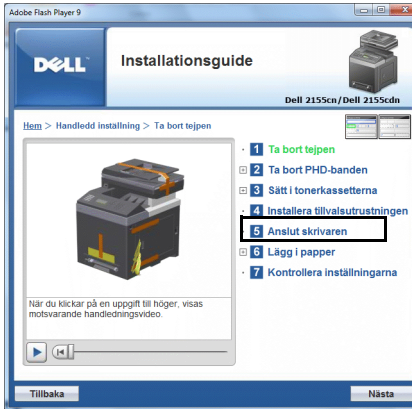 Adobe Flash Player 9
DELL
Installationsguide
Dell 2155cn/Dell 2155cdn
Hem > Handledd inställning > Ta bort tejpen
1 Ta bort tejpen
2 Ta bort PHD-banden
3 Sätt i tonerkassetterna
4 Installera tillvalsutrustningen
5 Anslut skrivaren
6 Lägg i papper
7 Kontrollera inställningarna
När du klickar på en uppgift till höger, visas
motsvarande handledningsvideo.
Tillbaka
Nästa